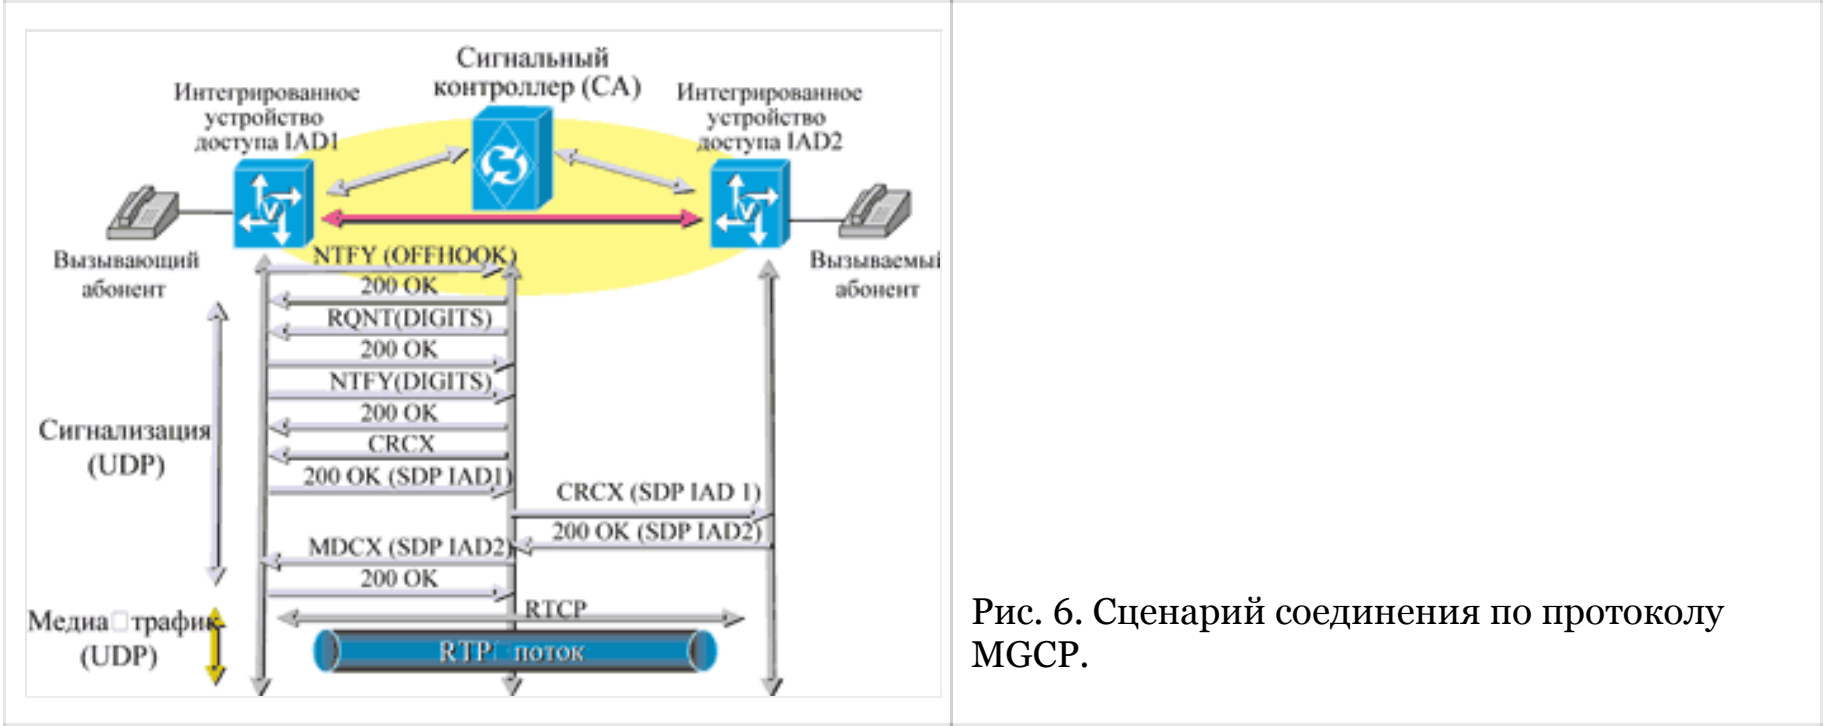 Сигнальный
контроллер (CA)
Интегрированное
устройство
доступа IAD1
Интегрированное
устройство
доступа IAD2
V
V
Вызывающий
абонент
Вызываемы
абонент
NTFY (OFFHOOK)
200 OK
RQNT(DIGITS)
200 OK
NTFY(DIGITS)
200 OK
CRCX
200 OK (SDP IAD1)
CRCX (SDP IAD 1)
200 OK (SDP IAD2)
MDCX (SDP IAD2)
200 OK
Сигнализация
(UDP)
RTCP
Медиа□трафик
(UDP)
RTP□поток
Рис. 6. Сценарий соединения по протоколу
MGCP.